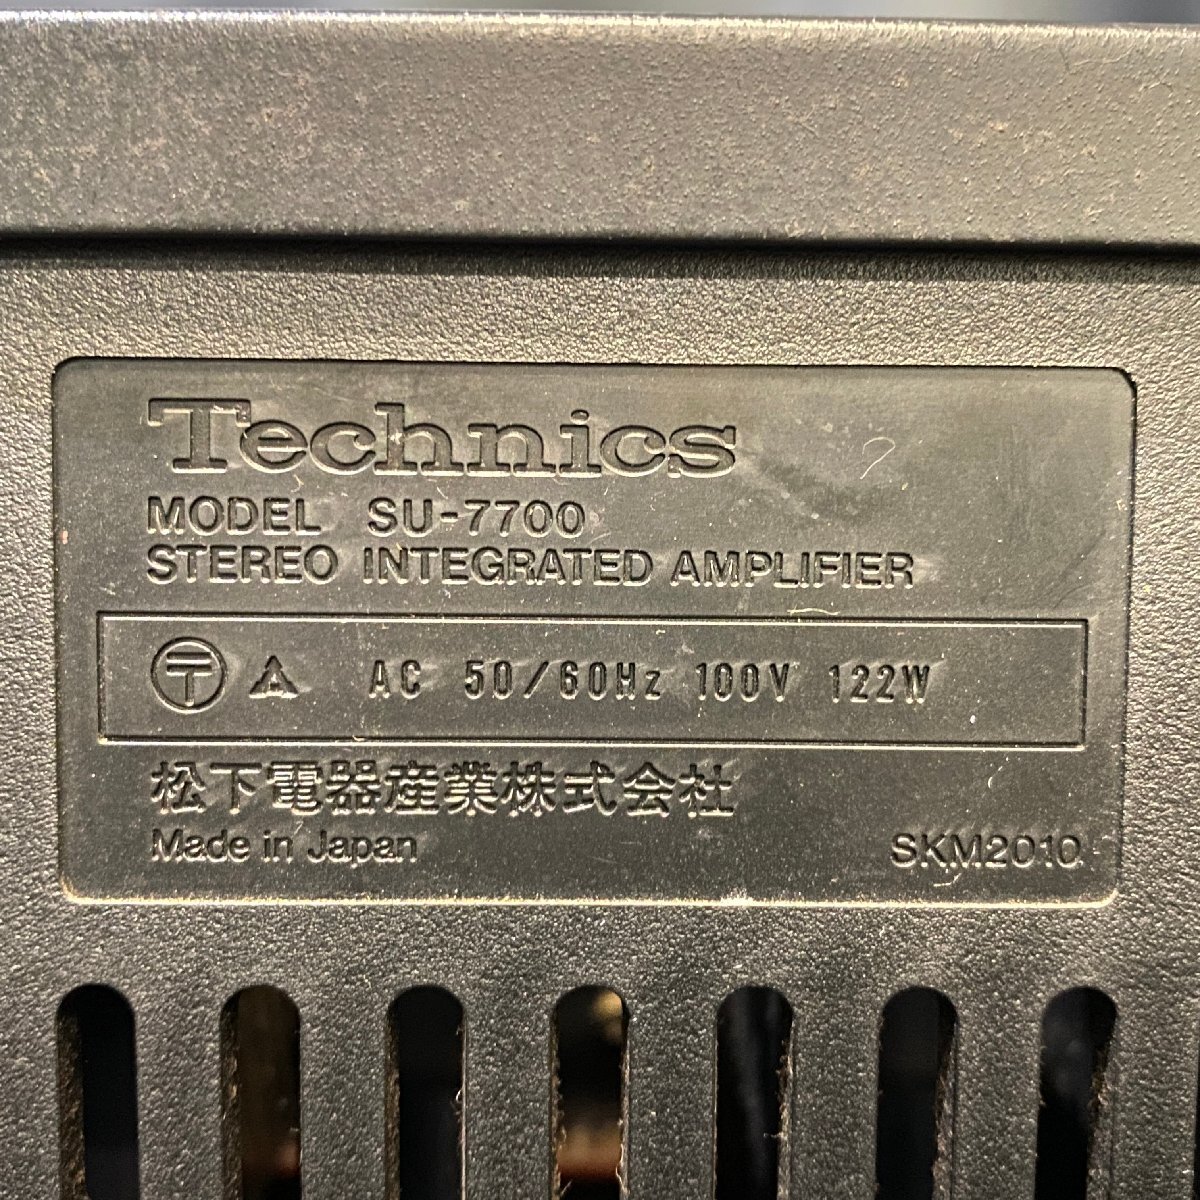 Technics
MODEL SU-7700
STEREO INTEGRATED AMPLIFIER
〒 A AC 50/60Hz 100V 122W
松下電器産業株式会社
Made in Japan
SKM2010